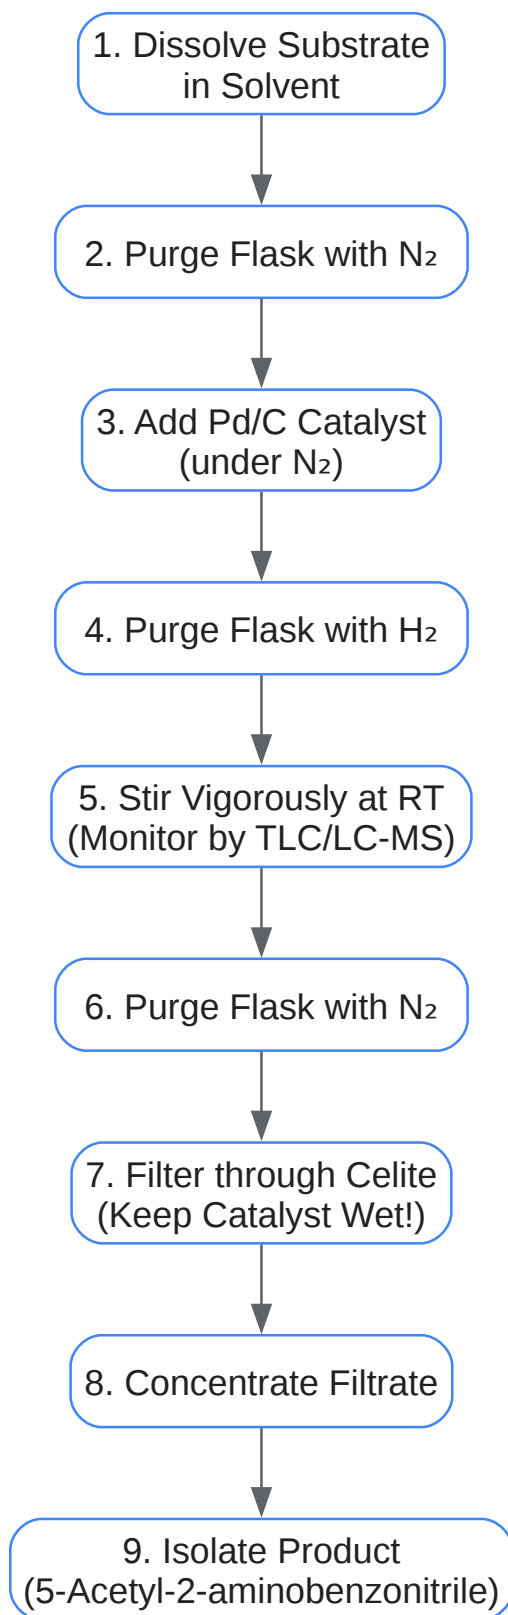 1. Dissolve Substrate
in Solvent
2. Purge Flask with N₂
3. Add Pd/C Catalyst
(under N₂)
4. Purge Flask with H₂
5. Stir Vigorously at RT
(Monitor by TLC/LC-MS)
6. Purge Flask with N₂
7. Filter through Celite
(Keep Catalyst Wet!)
8. Concentrate Filtrate
9. Isolate Product
(5-Acetyl-2-aminobenzonitrile)